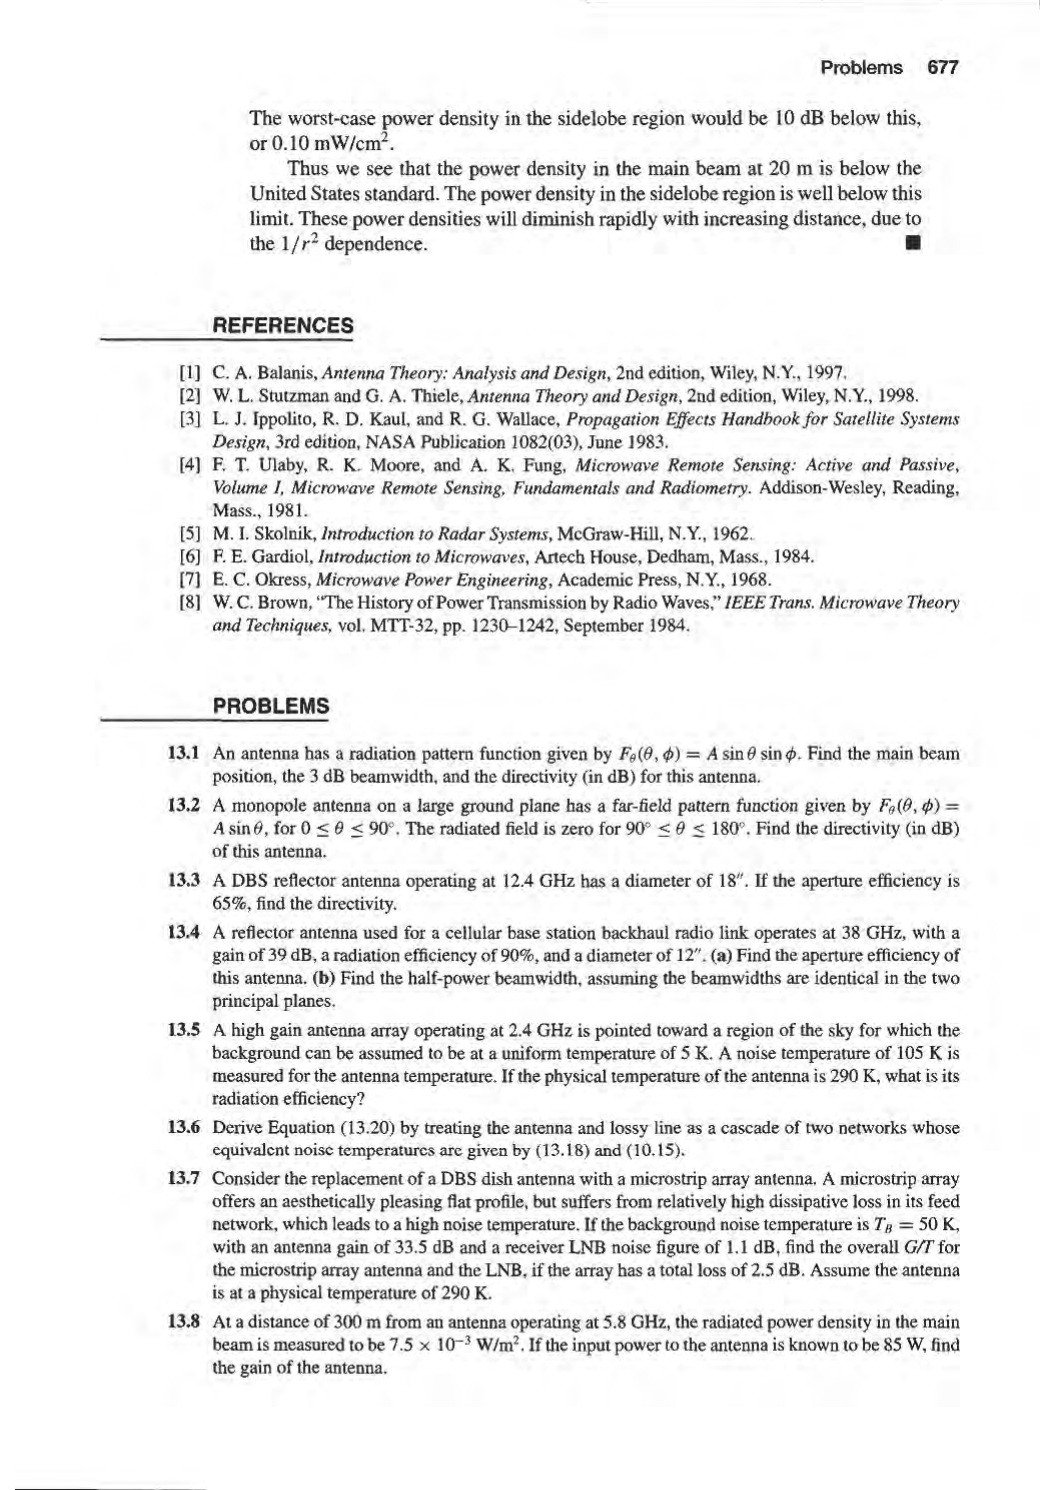 Problems 677
The worst-case power density in the sidelobe region would be 10 dB below this,
or 0.10 mW/cm².
Thus we see that the power density in the main beam at 20 m is below the
United States standard. The power density in the sidelobe region is well below this
limit. These power densities will diminish rapidly with increasing distance, due to
the 1/r² dependence. ■
REFERENCES
[1] C. A. Balanis, Antenna Theory: Analysis and Design, 2nd edition, Wiley, N.Y., 1997.
[2] W. L. Stutzman and G. A. Thiele, Antenna Theory and Design, 2nd edition, Wiley, N.Y., 1998.
[3] L. J. Ippolito, R. D. Kaul, and R. G. Wallace, Propagation Effects Handbook for Satellite Systems
Design, 3rd edition, NASA Publication 1082(03), June 1983.
[4] F. T. Ulaby, R. K. Moore, and A. K. Fung, Microwave Remote Sensing: Active and Passive,
Volume I, Microwave Remote Sensing, Fundamentals and Radiometry. Addison-Wesley, Reading,
Mass., 1981.
[5] M. I. Skolnik, Introduction to Radar Systems, McGraw-Hill, N.Y., 1962.
[6] F. E. Gardiol, Introduction to Microwaves, Artech House, Dedham, Mass., 1984.
[7] E. C. Okress, Microwave Power Engineering, Academic Press, N.Y., 1968.
[8] W. C. Brown, “The History of Power Transmission by Radio Waves,” IEEE Trans. Microwave Theory
and Techniques, vol. MTT-32, pp. 1230–1242, September 1984.
PROBLEMS
13.1 An antenna has a radiation pattern function given by Fθ(θ, φ) = A sin θ sin φ. Find the main beam
position, the 3 dB beamwidth, and the directivity (in dB) for this antenna.
13.2 A monopole antenna on a large ground plane has a far-field pattern function given by Fθ(θ, φ) =
A sin θ, for 0 ≤ θ ≤ 90°. The radiated field is zero for 90° ≤ θ ≤ 180°. Find the directivity (in dB)
of this antenna.
13.3 A DBS reflector antenna operating at 12.4 GHz has a diameter of 18″. If the aperture efficiency is
65%, find the directivity.
13.4 A reflector antenna used for a cellular base station backhaul radio link operates at 38 GHz, with a
gain of 39 dB, a radiation efficiency of 90%, and a diameter of 12″. (a) Find the aperture efficiency of
this antenna. (b) Find the half-power beamwidth, assuming the beamwidths are identical in the two
principal planes.
13.5 A high gain antenna array operating at 2.4 GHz is pointed toward a region of the sky for which the
background can be assumed to be at a uniform temperature of 5 K. A noise temperature of 105 K is
measured for the antenna temperature. If the physical temperature of the antenna is 290 K, what is its
radiation efficiency?
13.6 Derive Equation (13.20) by treating the antenna and lossy line as a cascade of two networks whose
equivalent noise temperatures are given by (13.18) and (10.15).
13.7 Consider the replacement of a DBS dish antenna with a microstrip array antenna. A microstrip array
offers an aesthetically pleasing flat profile, but suffers from relatively high dissipative loss in its feed
network, which leads to a high noise temperature. If the background noise temperature is T_B = 50 K,
with an antenna gain of 33.5 dB and a receiver LNB noise figure of 1.1 dB, find the overall G/T for
the microstrip array antenna and the LNB, if the array has a total loss of 2.5 dB. Assume the antenna
is at a physical temperature of 290 K.
13.8 At a distance of 300 m from an antenna operating at 5.8 GHz, the radiated power density in the main
beam is measured to be 7.5 × 10⁻³ W/m². If the input power to the antenna is known to be 85 W, find
the gain of the antenna.